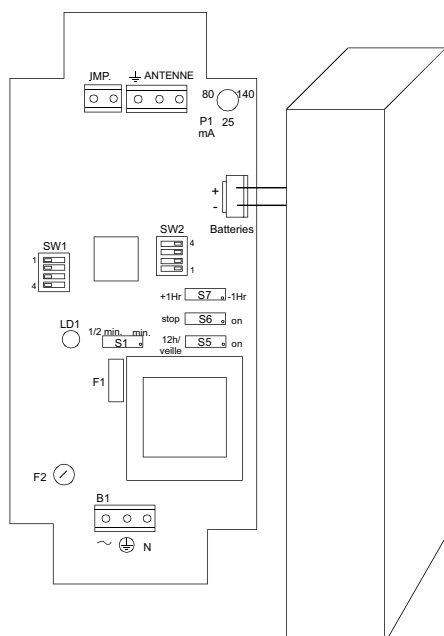 JMP. ⏚ ANTENNE
80 140
P1 25
mA
+
-
Batteries
SW1
1
4
SW2
4
1
+1Hr S7 -1Hr
stop S6 on
LD1
1/2 min. min.
S1
12h/
veille
S5 on
F1
F2
B1
~ ⏚ N